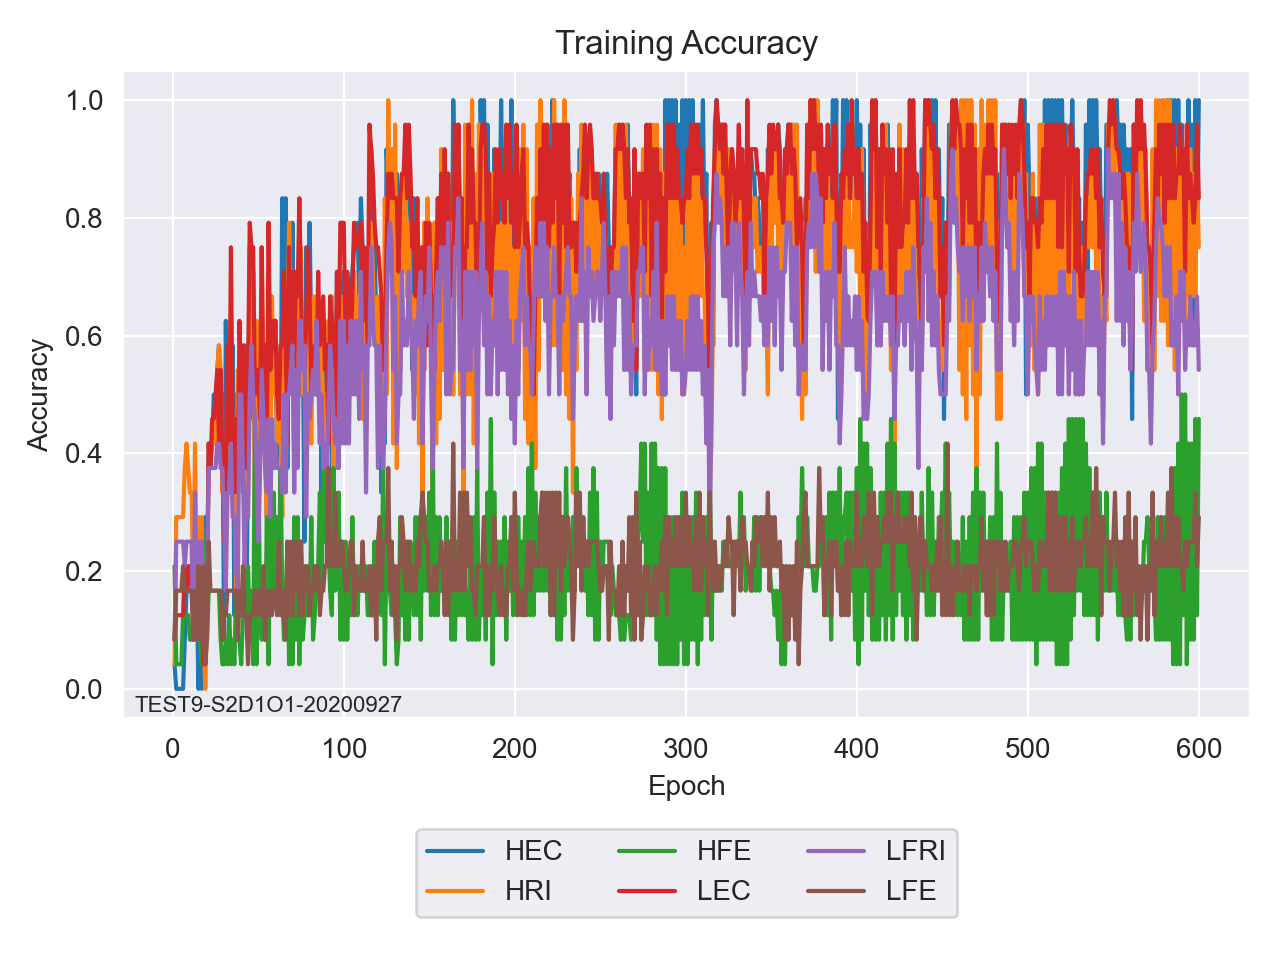 Training Accuracy
1.0
0.8
0.6
0.4
0.2
0.0
Accuracy
TEST9-S2D1O1-20200927
0 100 200 300 400 500 600
Epoch
HEC HFE LFRI
HRI LEC LFE